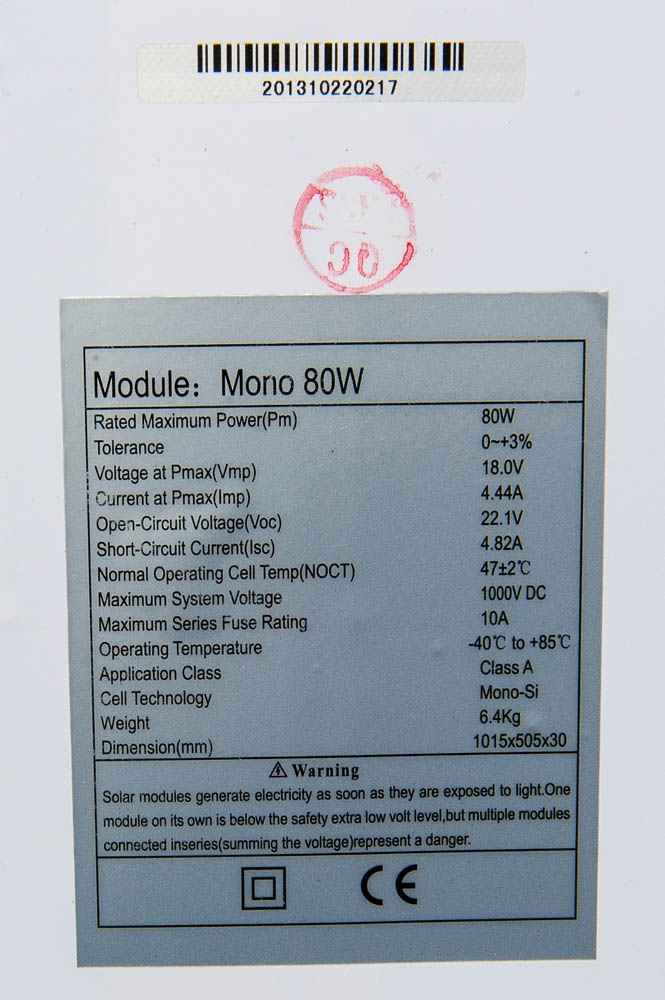 201310220217
QC
Module: Mono 80W
Rated Maximum Power(Pm) 80W
Tolerance 0~+3%
Voltage at Pmax(Vmp) 18.0V
Current at Pmax(Imp) 4.44A
Open-Circuit Voltage(Voc) 22.1V
Short-Circuit Current(Isc) 4.82A
Normal Operating Cell Temp(NOCT) 47±2℃
Maximum System Voltage 1000V DC
Maximum Series Fuse Rating 10A
Operating Temperature -40℃ to +85℃
Application Class Class A
Cell Technology Mono-Si
Weight 6.4Kg
Dimension(mm) 1015x505x30
Warning
Solar modules generate electricity as soon as they are exposed to light.One
module on its own is below the safety extra low volt level,but multiple modules
connected inseries(summing the voltage)represent a danger.
CE